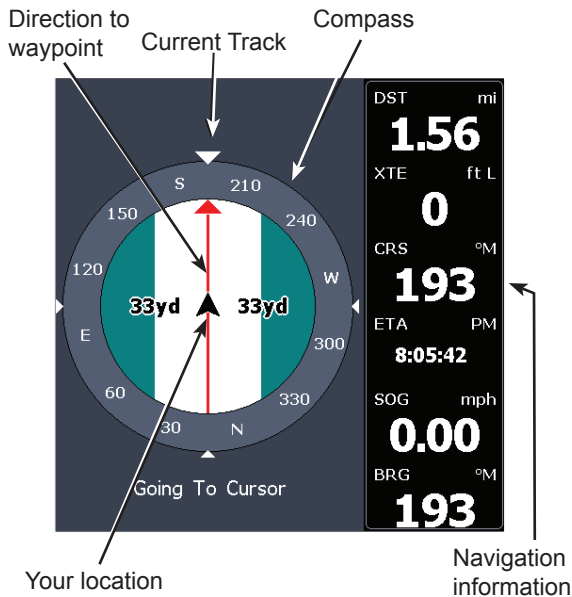 Direction to
waypoint
Current Track
Compass
S
210
240
W
300
330
N
30
60
E
120
150
33yd
33yd
Going To Cursor
DST mi
1.56
XTE ft L
0
CRS °M
193
ETA PM
8:05:42
SOG mph
0.00
BRG °M
193
Your location
Navigation
information